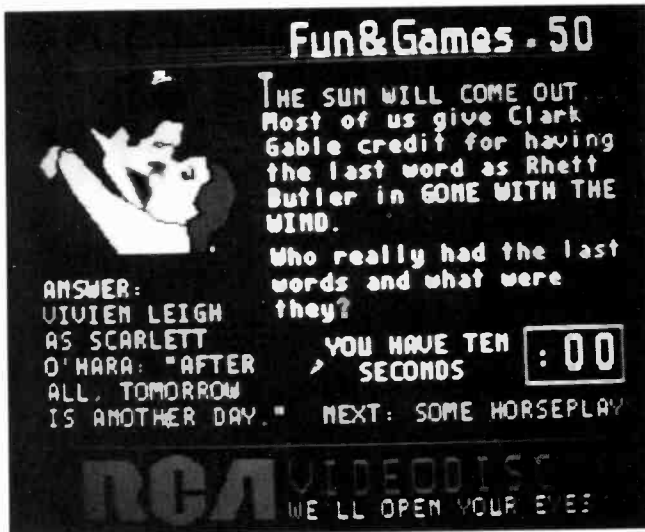 Fun&Games.50
THE SUN WILL COME OUT...
Most of us give Clark
Gable credit for having
the last word as Rhett
Butler in GONE WITH THE
WIND.
Who really had the last
words and what were
they?
ANSWER:
VIVIEN LEIGH
AS SCARLETT
O'HARA: "AFTER
ALL, TOMORROW
IS ANOTHER DAY."
YOU HAVE TEN
SECONDS
:00
NEXT: SOME HORSEPLAY
RCA VIDEODISC
WE'LL OPEN YOUR EYES